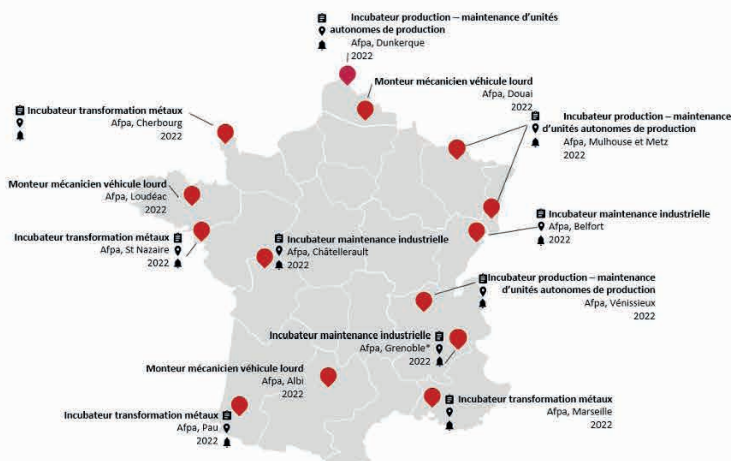 Incubateur production – maintenance d'unités
autonomes de production
Afpa, Dunkerque
2022
Monteur mécanicien véhicule lourd
Afpa, Douai
2022
Incubateur transformation métaux
Afpa, Cherbourg
2022
Incubateur production – maintenance
d'unités autonomes de production
Afpa, Mulhouse et Metz
2022
Monteur mécanicien véhicule lourd
Afpa, Loudéac
2022
Incubateur maintenance industrielle
Afpa, Belfort
2022
Incubateur transformation métaux
Afpa, St Nazaire
2022
Incubateur maintenance industrielle
Afpa, Châtellerault
2022
Incubateur production – maintenance
d'unités autonomes de production
Afpa, Vénissieux
2022
Incubateur maintenance industrielle
Afpa, Grenoble*
2022
Monteur mécanicien véhicule lourd
Afpa, Albi
2022
Incubateur transformation métaux
Afpa, Marseille
2022
Incubateur transformation métaux
Afpa, Pau
2022